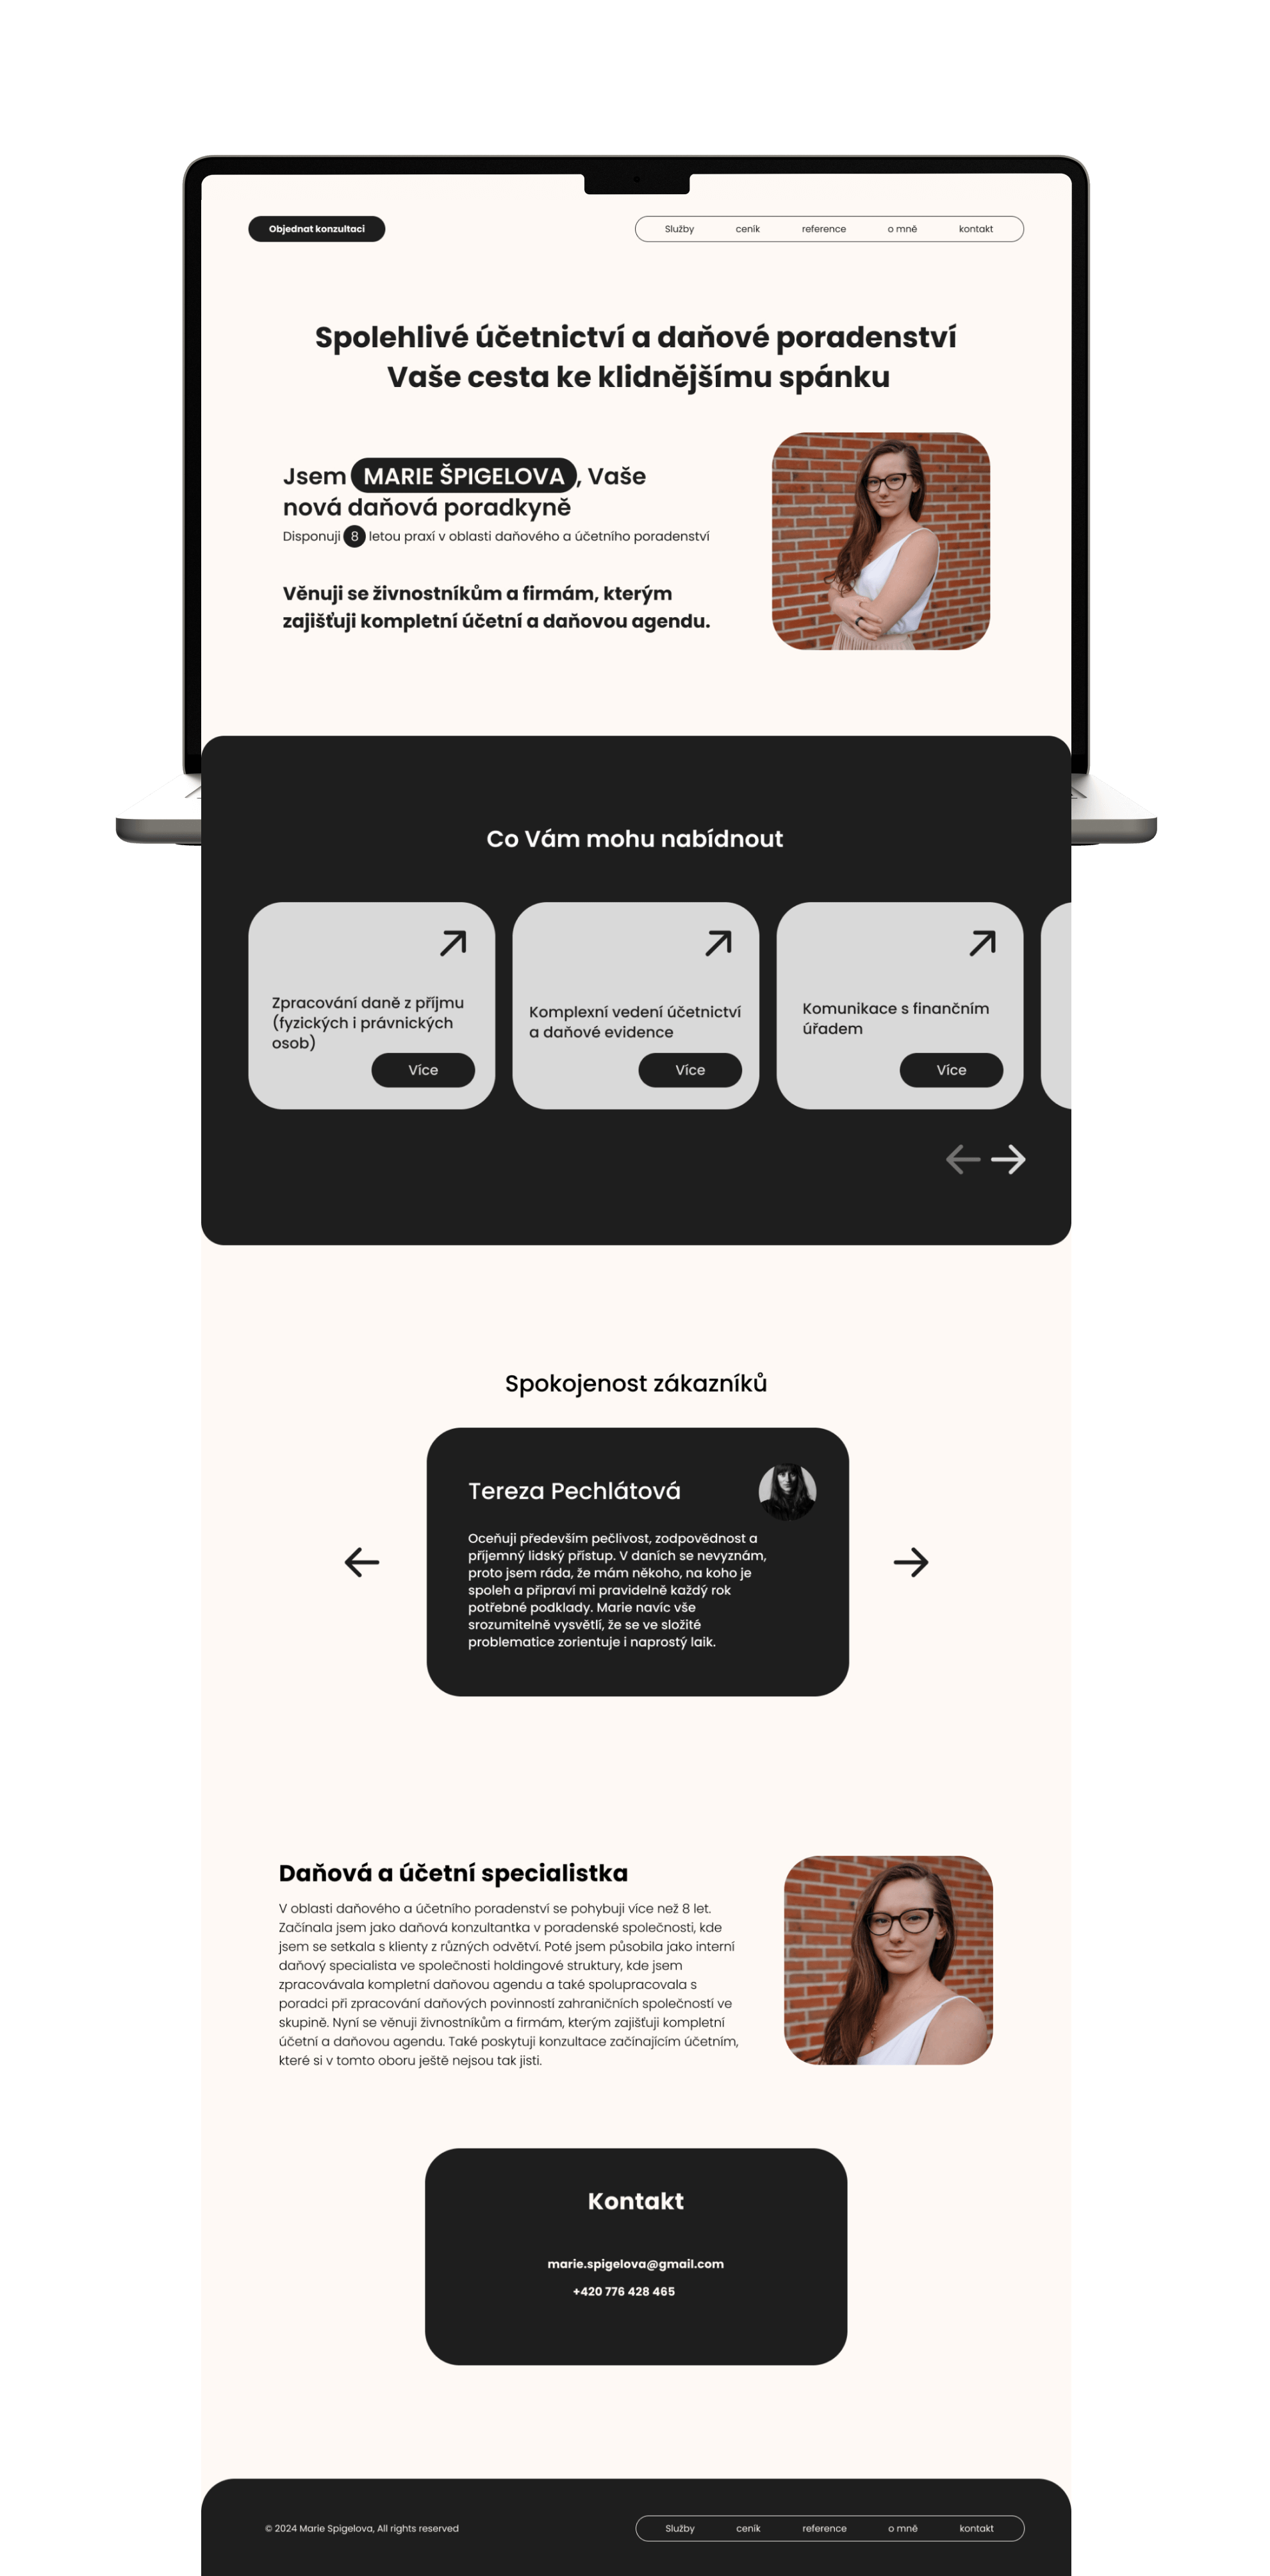 Objednat konzultaci
Služby ceník reference o mně kontakt
Spolehlivé účetnictví a daňové poradenství
Vaše cesta ke klidnějšímu spánku
Jsem MARIE ŠPIGELOVA, Vaše
nová daňová poradkyně
Disponuji 8 letou praxí v oblasti daňového a účetního poradenství
Věnuji se živnostníkům a firmám, kterým
zajišťuji kompletní účetní a daňovou agendu.
Co Vám mohu nabídnout
Zpracování daně z příjmu
(fyzických i právnických
osob)
Více
Komplexní vedení účetnictví
a daňové evidence
Více
Komunikace s finančním
úřadem
Více
Spokojenost zákazníků
Tereza Pechlátová
Oceňuji především pečlivost, zodpovědnost a
příjemný lidský přístup. V daních se nevyznám,
proto jsem ráda, že mám někoho, na koho je
spoleh a připraví mi pravidelně každý rok
potřebné podklady. Marie navíc vše
srozumitelně vysvětlí, že se ve složité
problematice zorientuje i naprostý laik.
Daňová a účetní specialistka
V oblasti daňového a účetního poradenství se pohybuji více než 8 let.
Začínala jsem jako daňová konzultantka v poradenské společnosti, kde
jsem se setkala s klienty z různých odvětví. Poté jsem působila jako interní
daňový specialista ve společnosti holdingové struktury, kde jsem
zpracovávala kompletní daňovou agendu a také spolupracovala s
poradci při zpracování daňových povinností zahraničních společností ve
skupině. Nyní se věnuji živnostníkům a firmám, kterým zajišťuji kompletní
účetní a daňovou agendu. Také poskytuji konzultace začínajícím účetním,
které si v tomto oboru ještě nejsou tak jisti.
Kontakt
marie.spigelova@gmail.com
+420 776 428 465
© 2024 Marie Spigelova, All rights reserved
Služby ceník reference o mně kontakt